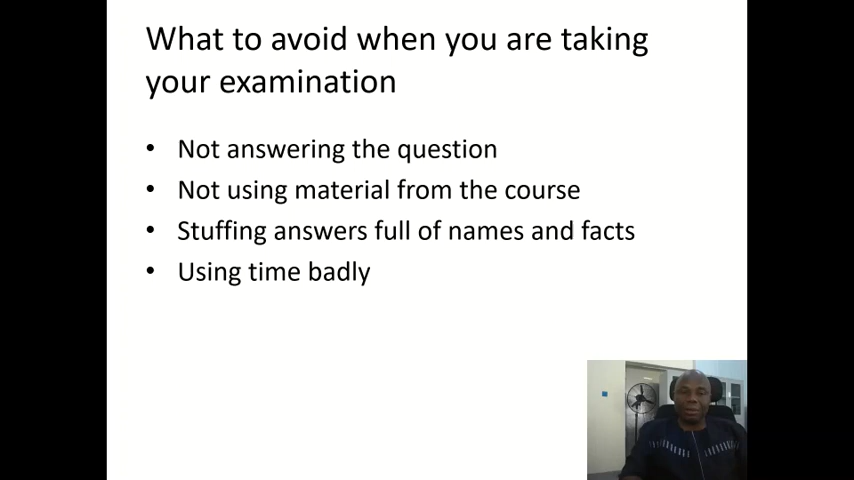 What to avoid when you are taking
your examination
• Not answering the question
• Not using material from the course
• Stuffing answers full of names and facts
• Using time badly